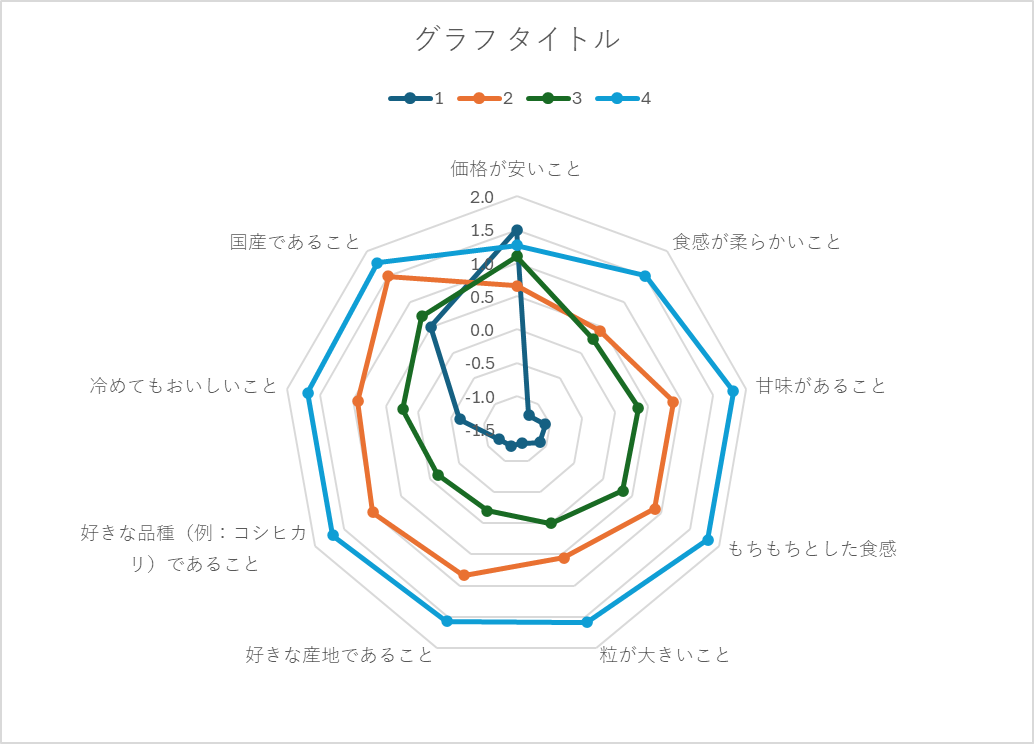 グラフ タイトル
1 2 3 4
価格が安いこと
2.0
1.5
国産であること
食感が柔らかいこと
1.0
0.5
0.0
-0.5
冷めてもおいしいこと
甘味があること
-1.0
-1.5
好きな品種（例：コシヒカ
リ）であること
もちもちとした食感
好きな産地であること
粒が大きいこと